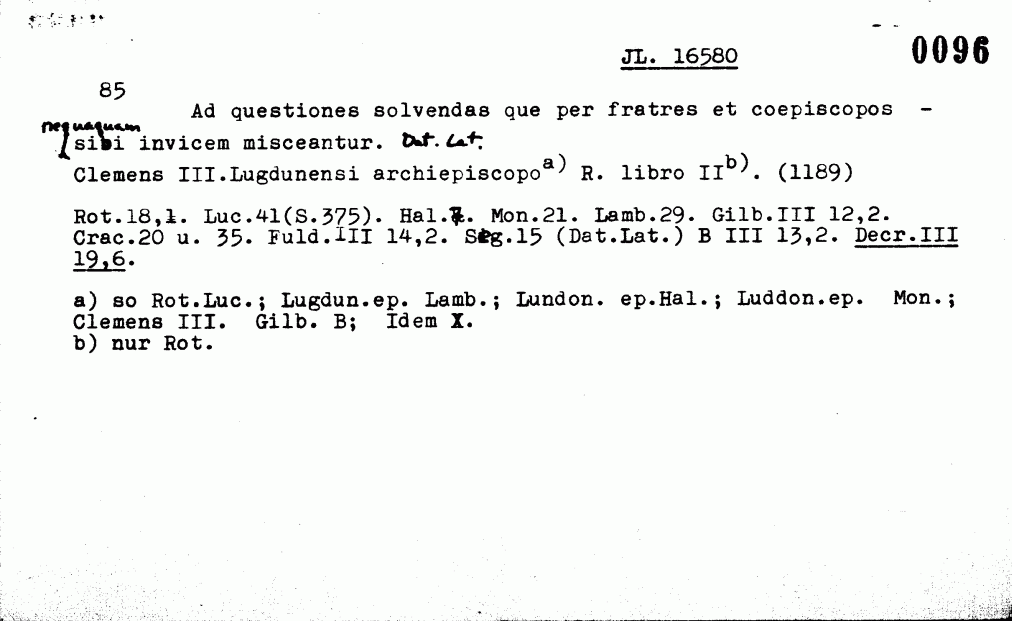 JL. 16580 0096
85
Ad questiones solvendas que per fratres et coepiscopos -
nequaquam
sibi invicem misceantur. Dat. Lat.
Clemens III.Lugdunensi archiepiscopo a) R. libro II b). (1189)
Rot.18,1. Luc.41(S.375). Hal.7. Mon.21. Lamb.29. Gilb.III 12,2.
Crac.20 u. 35. Fuld.III 14,2. Seg.15 (Dat.Lat.) B III 13,2. Decr.III
19,6.
a) so Rot.Luc.; Lugdun.ep. Lamb.; Lundon. ep.Hal.; Luddon.ep. Mon.;
Clemens III. Gilb. B; Idem X.
b) nur Rot.